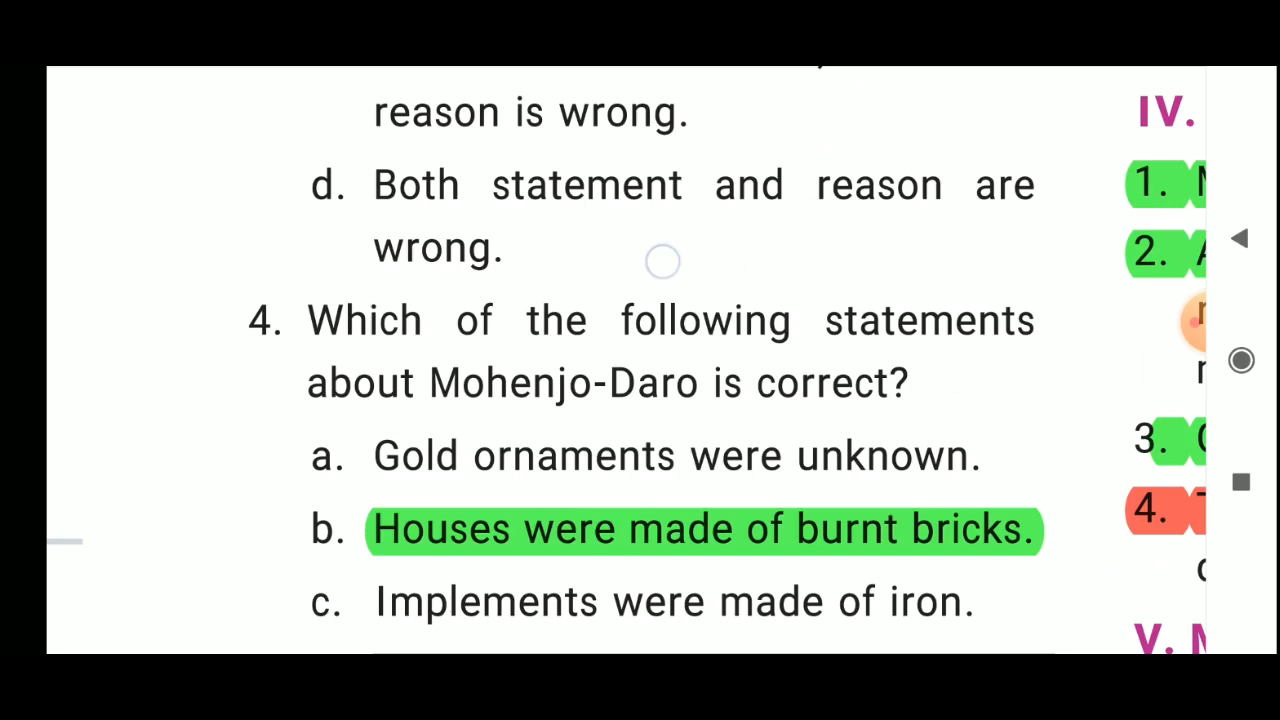 reason is wrong.
d. Both statement and reason are
wrong.
4. Which of the following statements
about Mohenjo-Daro is correct?
a. Gold ornaments were unknown.
b. Houses were made of burnt bricks.
c. Implements were made of iron.
IV.
1.
2.
3.
4.
V.